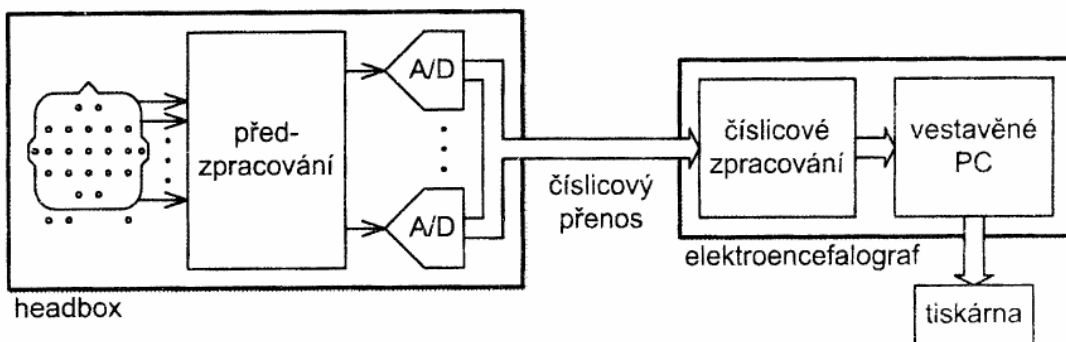 A/D
před-
zpracování
A/D
headbox
číslicový
přenos
číslicové
zpracování
vestavěné
PC
elektroencefalograf
tiskárna